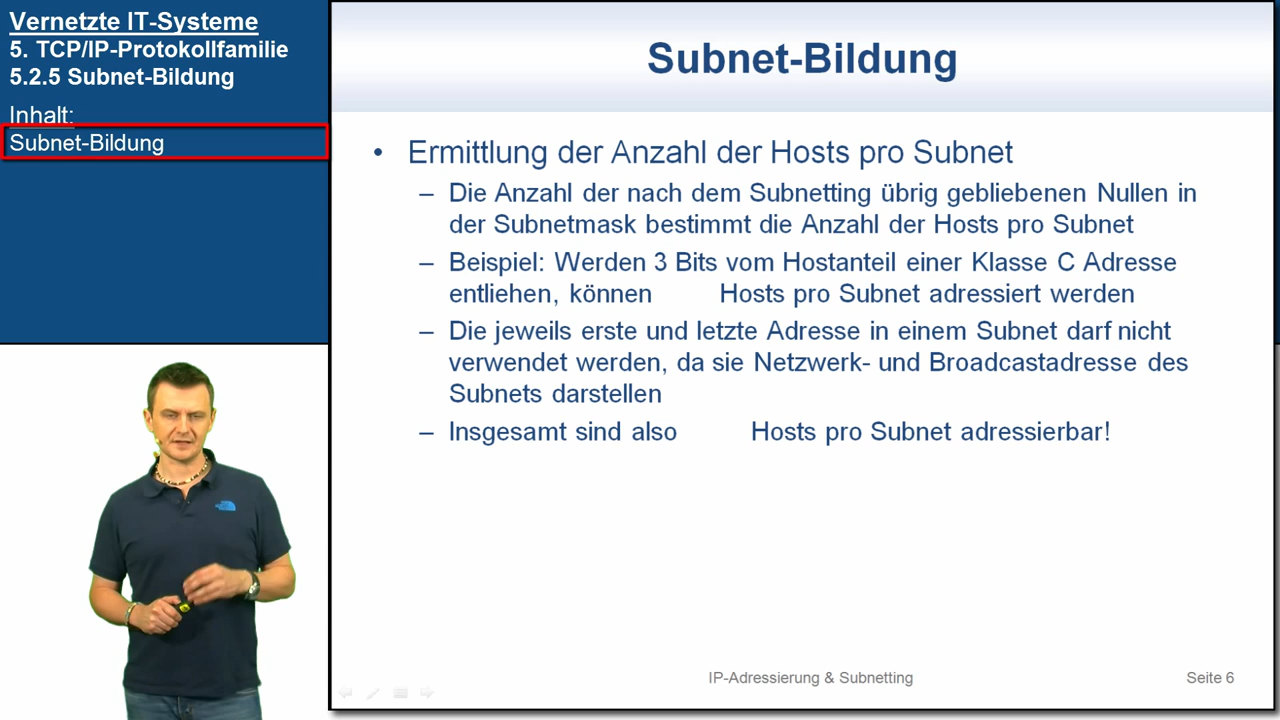 Vernetzte IT-Systeme
5. TCP/IP-Protokollfamilie
5.2.5 Subnet-Bildung
Inhalt:
Subnet-Bildung
Subnet-Bildung
• Ermittlung der Anzahl der Hosts pro Subnet
– Die Anzahl der nach dem Subnetting übrig gebliebenen Nullen in
der Subnetmask bestimmt die Anzahl der Hosts pro Subnet
– Beispiel: Werden 3 Bits vom Hostanteil einer Klasse C Adresse
entliehen, können Hosts pro Subnet adressiert werden
– Die jeweils erste und letzte Adresse in einem Subnet darf nicht
verwendet werden, da sie Netzwerk- und Broadcastadresse des
Subnets darstellen
– Insgesamt sind also Hosts pro Subnet adressierbar!
IP-Adressierung & Subnetting
Seite 6